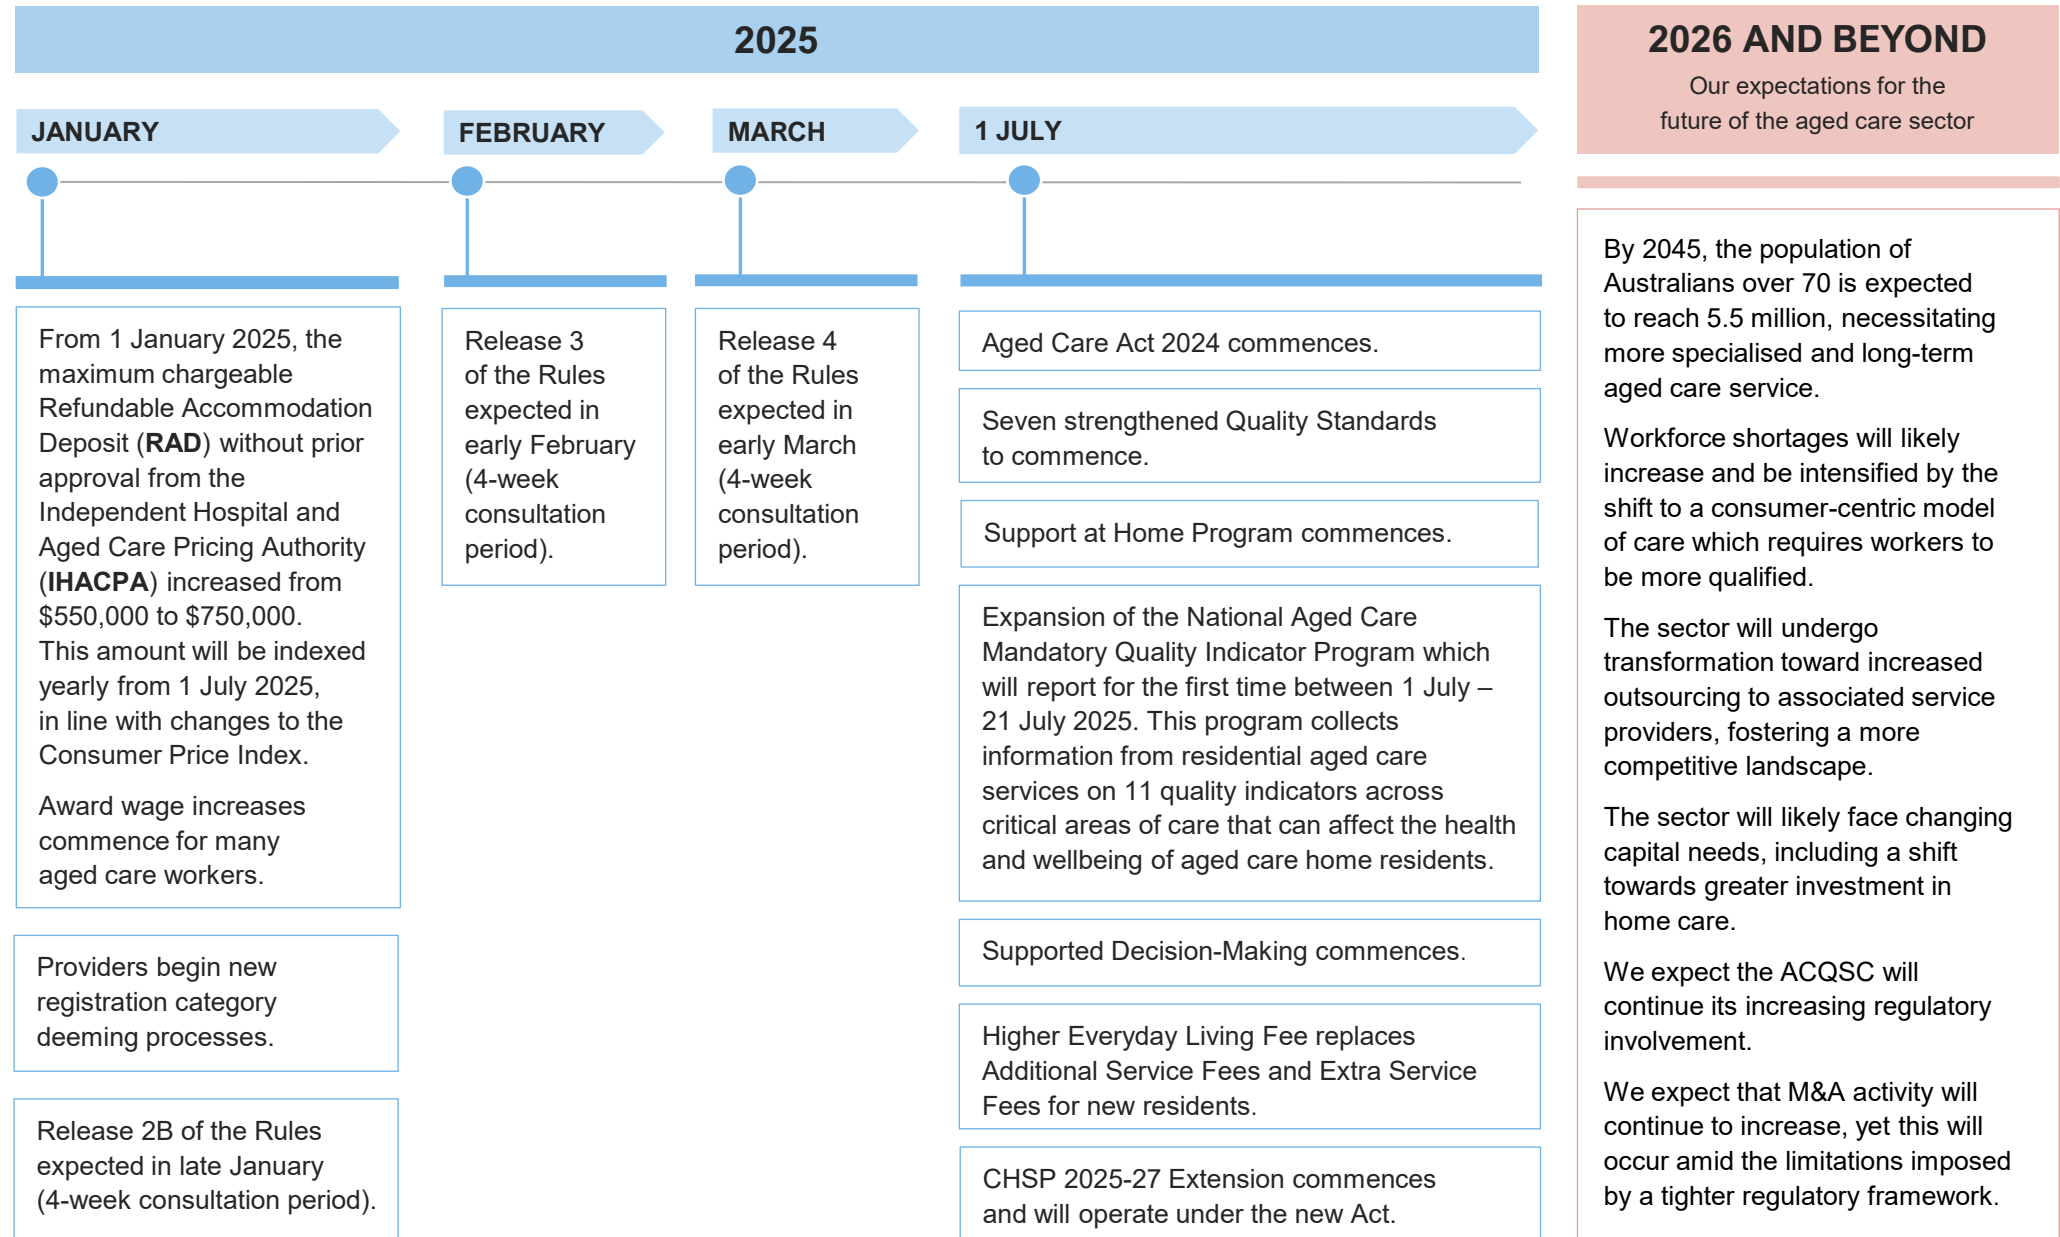 2025
JANUARY
From 1 January 2025, the
maximum chargeable
Refundable Accommodation
Deposit (RAD) without prior
approval from the
Independent Hospital and
Aged Care Pricing Authority
(IHACPA) increased from
$550,000 to $750,000.
This amount will be indexed
yearly from 1 July 2025,
in line with changes to the
Consumer Price Index.
Award wage increases
commence for many
aged care workers.
Providers begin new
registration category
deeming processes.
Release 2B of the Rules
expected in late January
(4-week consultation period).
FEBRUARY
Release 3
of the Rules
expected in
early February
(4-week
consultation
period).
MARCH
Release 4
of the Rules
expected in
early March
(4-week
consultation
period).
1 JULY
Aged Care Act 2024 commences.
Seven strengthened Quality Standards
to commence.
Support at Home Program commences.
Expansion of the National Aged Care
Mandatory Quality Indicator Program which
will report for the first time between 1 July –
21 July 2025. This program collects
information from residential aged care
services on 11 quality indicators across
critical areas of care that can affect the health
and wellbeing of aged care home residents.
Supported Decision-Making commences.
Higher Everyday Living Fee replaces
Additional Service Fees and Extra Service
Fees for new residents.
CHSP 2025-27 Extension commences
and will operate under the new Act.
2026 AND BEYOND
Our expectations for the
future of the aged care sector
By 2045, the population of
Australians over 70 is expected
to reach 5.5 million, necessitating
more specialised and long-term
aged care service.
Workforce shortages will likely
increase and be intensified by the
shift to a consumer-centric model
of care which requires workers to
be more qualified.
The sector will undergo
transformation toward increased
outsourcing to associated service
providers, fostering a more
competitive landscape.
The sector will likely face changing
capital needs, including a shift
towards greater investment in
home care.
We expect the ACQSC will
continue its increasing regulatory
involvement.
We expect that M&A activity will
continue to increase, yet this will
occur amid the limitations imposed
by a tighter regulatory framework.